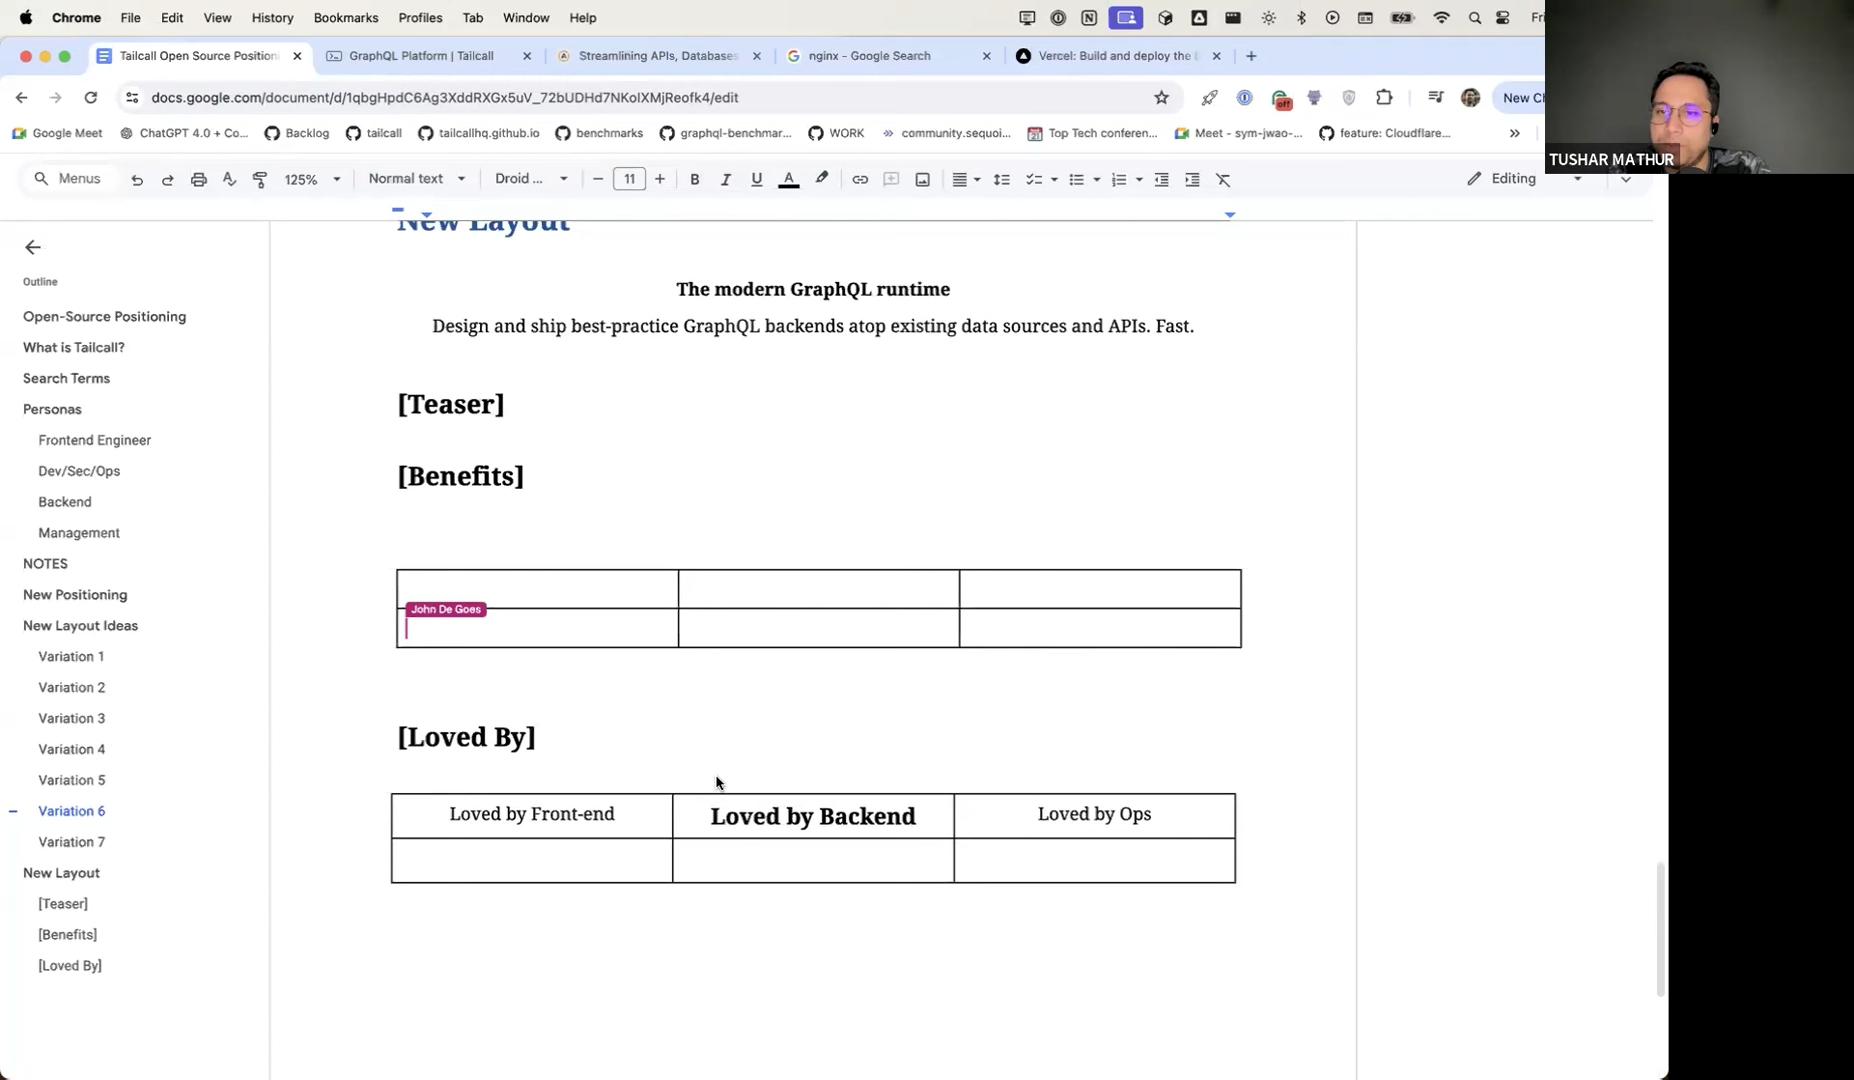 Chrome File Edit View History Bookmarks Profiles Tab Window Help Fri
Tailcall Open Source Position
GraphQL Platform | Tailcall
Streamlining APIs, Databases
nginx - Google Search
Vercel: Build and deploy the
docs.google.com/document/d/1qbgHpdC6Ag3XddRXGx5uV_72bUDHd7NKolXMjReofk4/edit
off
New Ch
Google Meet ChatGPT 4.0 + Co... Backlog tailcall tailcallhq.github.io benchmarks graphql-benchmar... WORK community.sequoi... Top Tech conferen... Meet - sym-jwao-... feature: Cloudflare...
TUSHAR MATHUR
Menus 125% Normal text Droid ... 11 B I U A Editing
Outline
Open-Source Positioning
What is Tailcall?
Search Terms
Personas
Frontend Engineer
Dev/Sec/Ops
Backend
Management
NOTES
New Positioning
New Layout Ideas
Variation 1
Variation 2
Variation 3
Variation 4
Variation 5
Variation 6
Variation 7
New Layout
[Teaser]
[Benefits]
[Loved By]
New Layout
The modern GraphQL runtime
Design and ship best-practice GraphQL backends atop existing data sources and APIs. Fast.
[Teaser]
[Benefits]
John De Goes
[Loved By]
Loved by Front-end Loved by Backend Loved by Ops